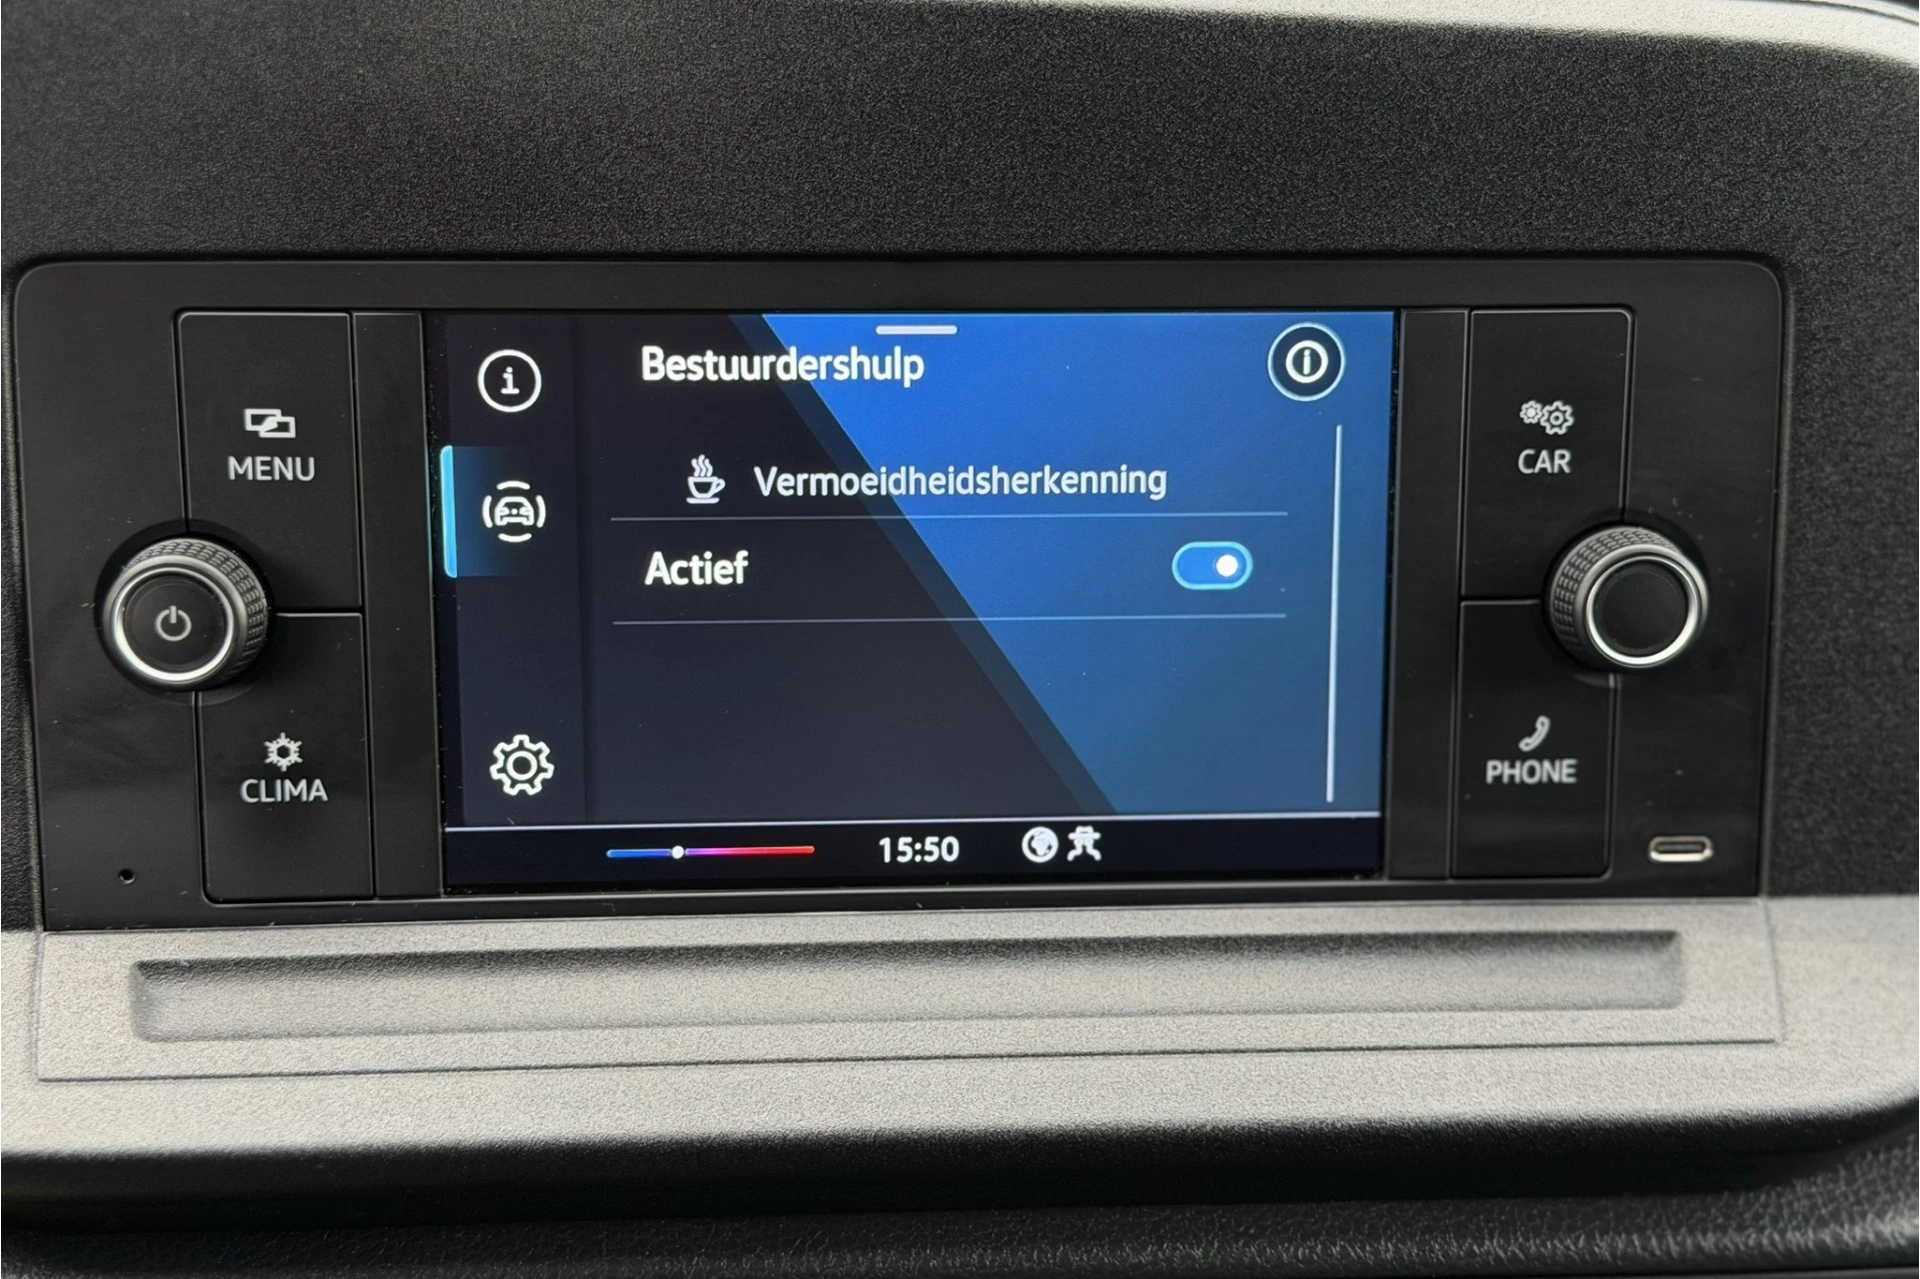 Bestuurdershulp
MENU
CAR
Vermoeidheidsherkenning
Actief
CLIMA
PHONE
15:50